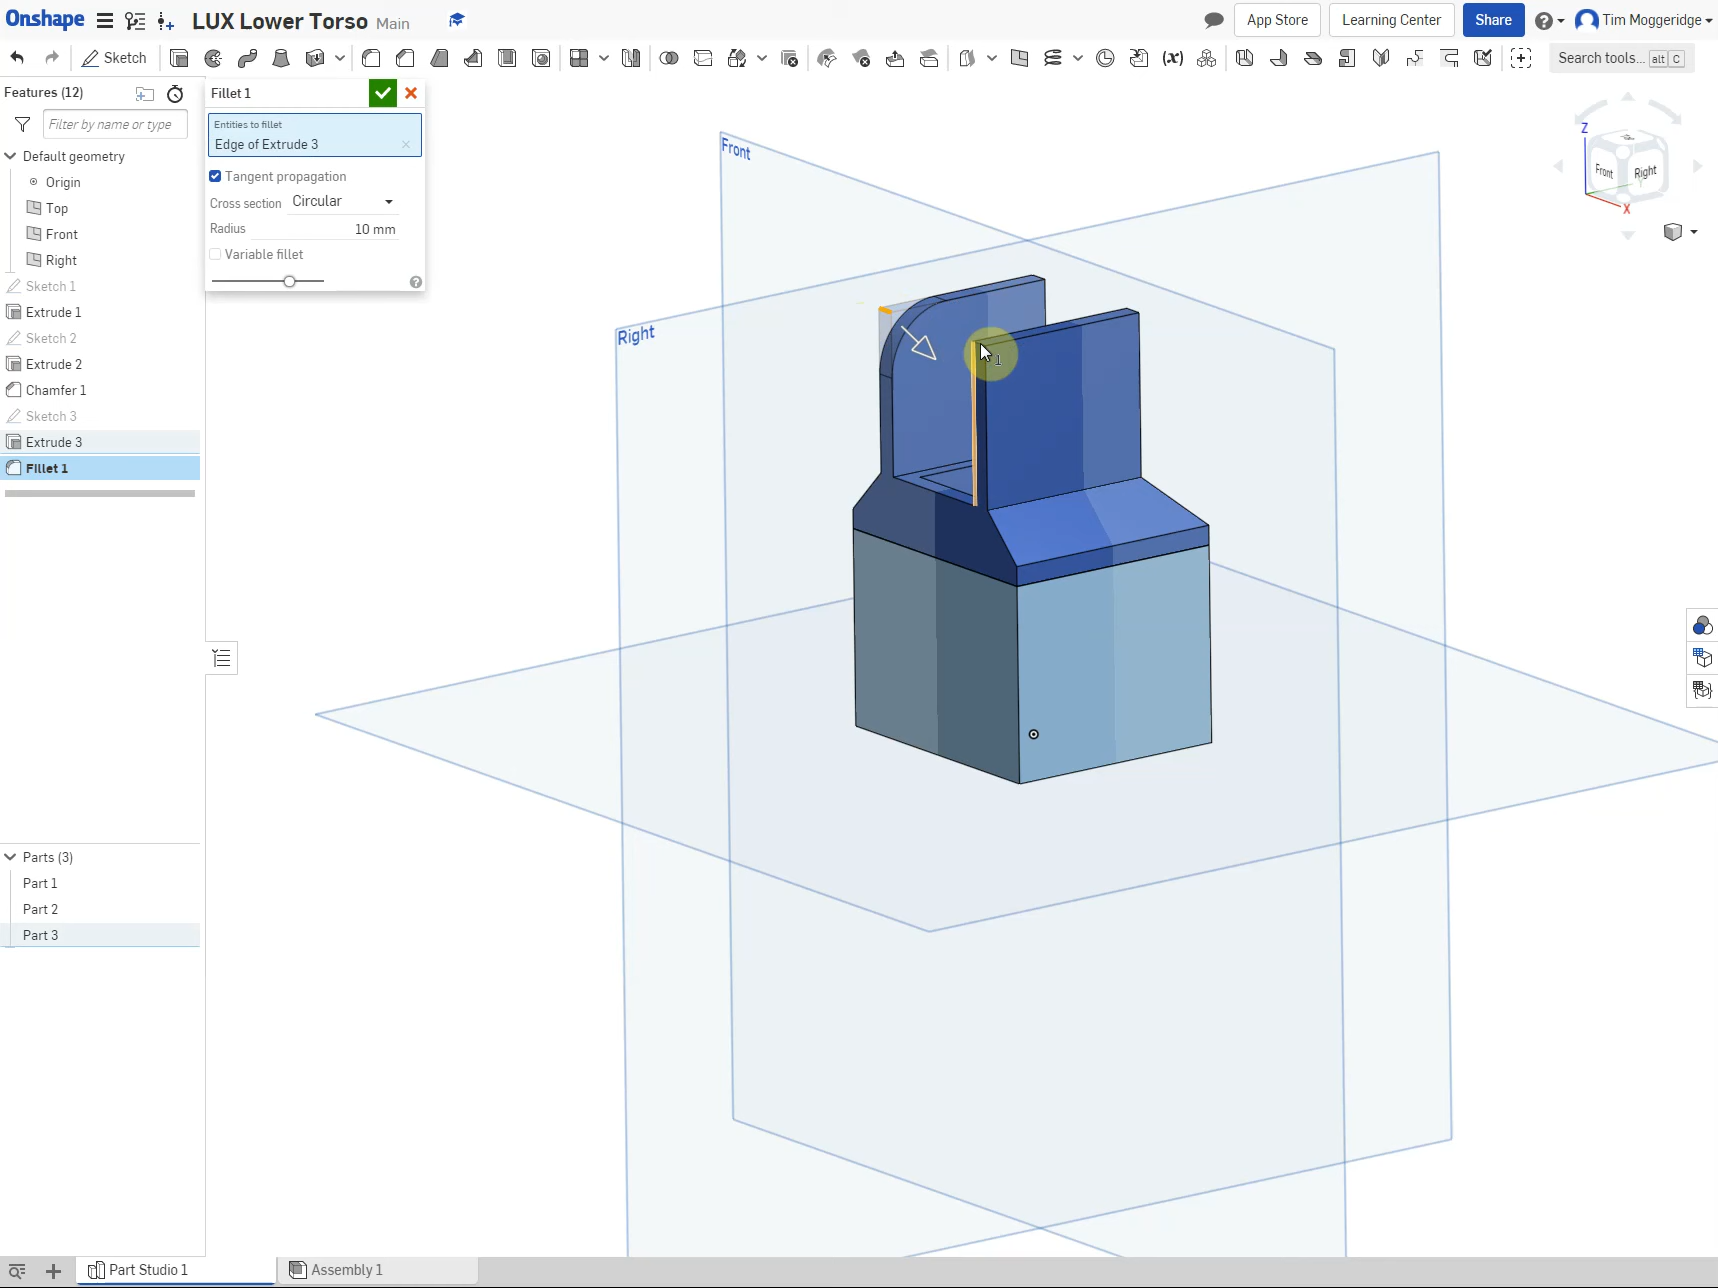 Onshape LUX Lower Torso Main
App Store Learning Center Share Tim Moggeridge
Sketch Search tools... alt C
Features (12)
Filter by name or type
Default geometry
Origin
Top
Front
Right
Sketch 1
Extrude 1
Sketch 2
Extrude 2
Chamfer 1
Sketch 3
Extrude 3
Fillet 1
Fillet 1
Entities to fillet
Edge of Extrude 3
Tangent propagation
Cross section Circular
Radius 10 mm
Variable fillet
Front
Right
1
Z
Front
Right
X
Parts (3)
Part 1
Part 2
Part 3
Part Studio 1
Assembly 1